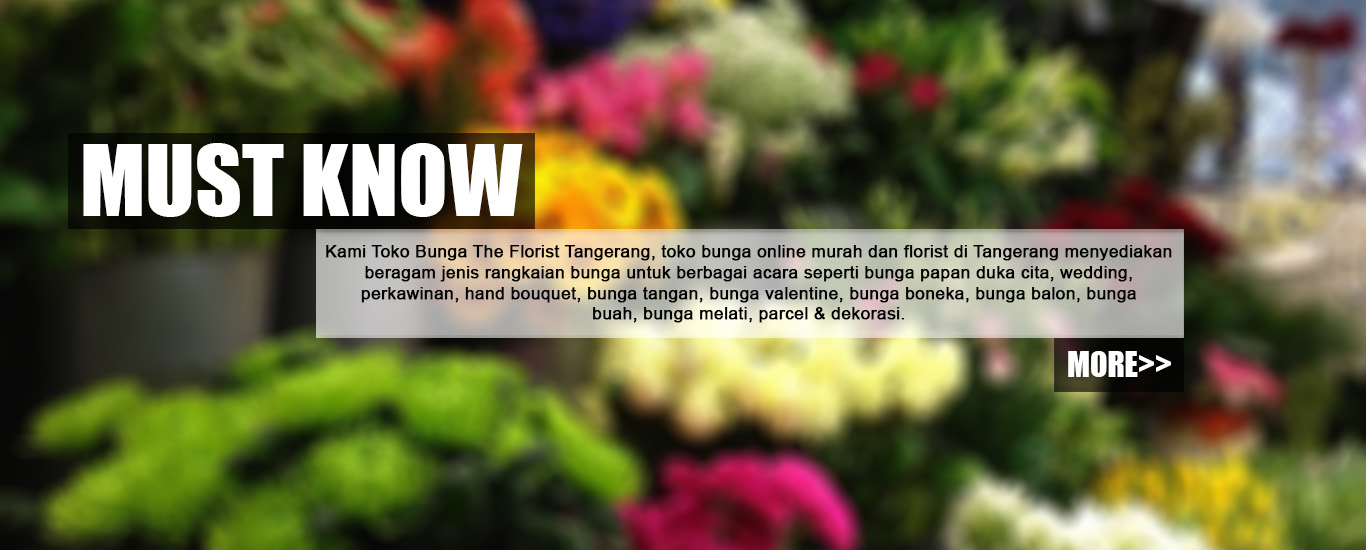 MUST KNOW
Kami Toko Bunga The Florist Tangerang, toko bunga online murah dan florist di Tangerang menyediakan
beragam jenis rangkaian bunga untuk berbagai acara seperti bunga papan duka cita, wedding,
perkawinan, hand bouquet, bunga tangan, bunga valentine, bunga boneka, bunga balon, bunga
buah, bunga melati, parcel & dekorasi.
MORE>>